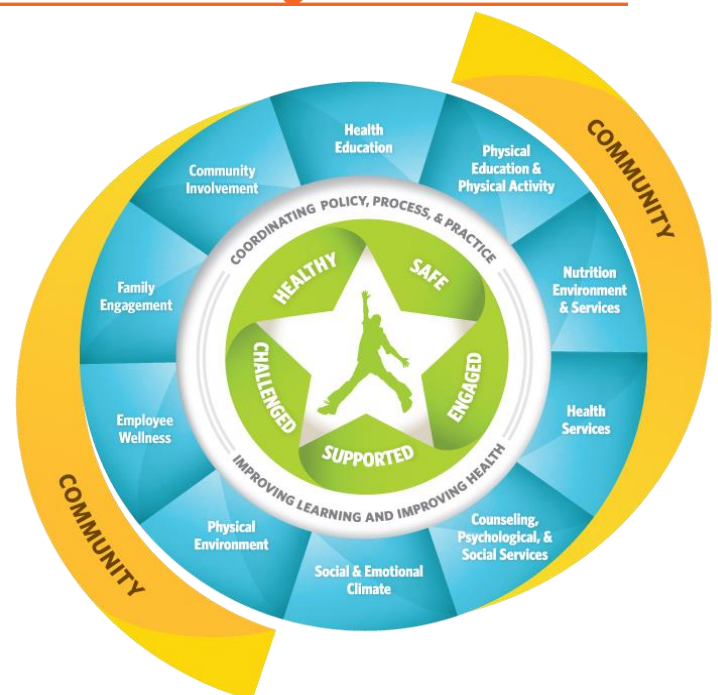 COMMUNITY
Health
Education
Physical
Education &
Physical Activity
Nutrition
Environment
& Services
Health
Services
Counseling,
Psychological, &
Social Services
Social & Emotional
Climate
Physical
Environment
Employee
Wellness
Family
Engagement
Community
Involvement
COORDINATING POLICY, PROCESS, & PRACTICE
IMPROVING LEARNING AND IMPROVING HEALTH
HEALTHY
SAFE
ENGAGED
SUPPORTED
CHALLENGED
COMMUNITY